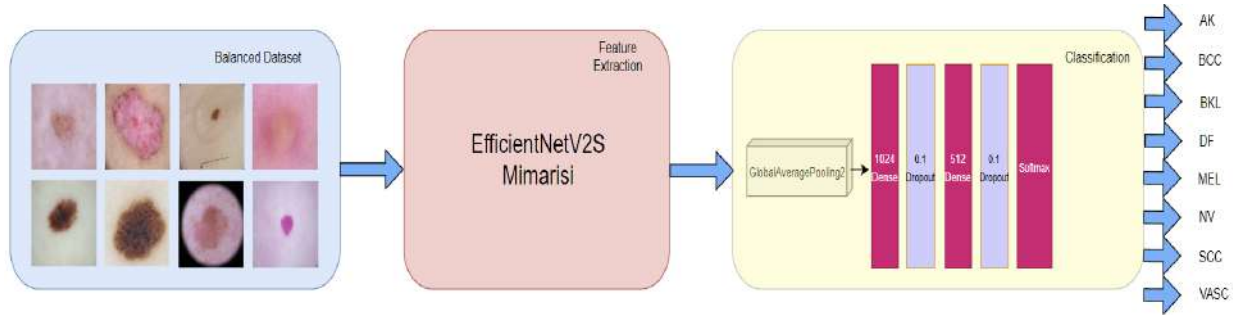 Balanced Dataset
Feature
Extraction
EfficientNetV2S
Mimarisi
Classification
GlobalAveragePooling2
1024
Dense
0.1
Dropout
512
Dense
0.1
Dropout
Softmax
AK
BCC
BKL
DF
MEL
NV
SCC
VASC